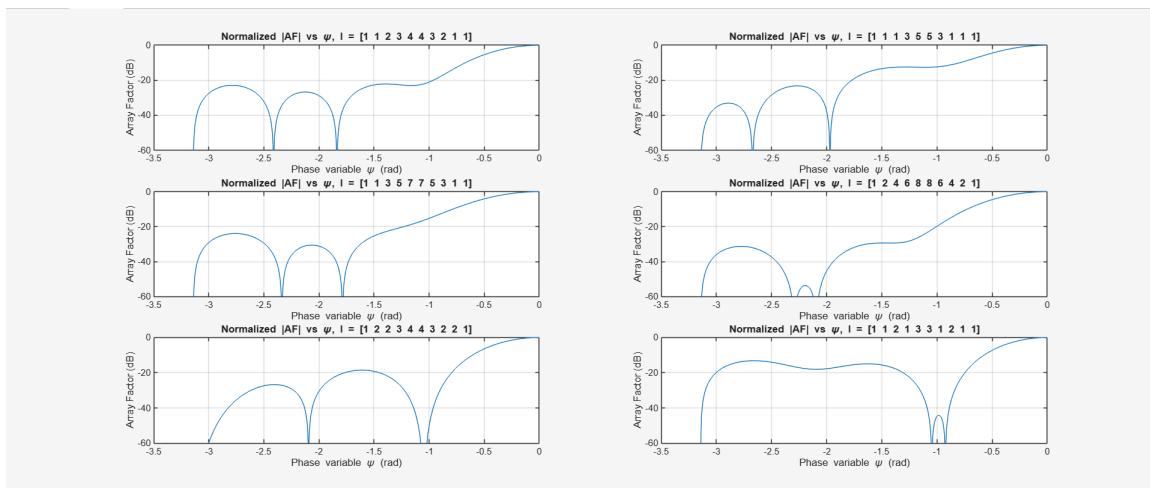 Normalized |AF| vs ψ, I = [1 1 2 3 4 4 3 2 1 1]
Array Factor (dB)
0
-20
-40
-60
-3.5 -3 -2.5 -2 -1.5 -1 -0.5 0
Phase variable ψ (rad)
Normalized |AF| vs ψ, I = [1 1 1 3 5 5 3 1 1 1]
Array Factor (dB)
0
-20
-40
-60
-3.5 -3 -2.5 -2 -1.5 -1 -0.5 0
Phase variable ψ (rad)
Normalized |AF| vs ψ, I = [1 1 3 5 7 7 5 3 1 1]
Array Factor (dB)
0
-20
-40
-60
-3.5 -3 -2.5 -2 -1.5 -1 -0.5 0
Phase variable ψ (rad)
Normalized |AF| vs ψ, I = [1 2 4 6 8 8 6 4 2 1]
Array Factor (dB)
0
-20
-40
-60
-3.5 -3 -2.5 -2 -1.5 -1 -0.5 0
Phase variable ψ (rad)
Normalized |AF| vs ψ, I = [1 2 2 3 4 4 3 2 2 1]
Array Factor (dB)
0
-20
-40
-60
-3.5 -3 -2.5 -2 -1.5 -1 -0.5 0
Phase variable ψ (rad)
Normalized |AF| vs ψ, I = [1 1 2 1 3 3 1 2 1 1]
Array Factor (dB)
0
-20
-40
-60
-3.5 -3 -2.5 -2 -1.5 -1 -0.5 0
Phase variable ψ (rad)